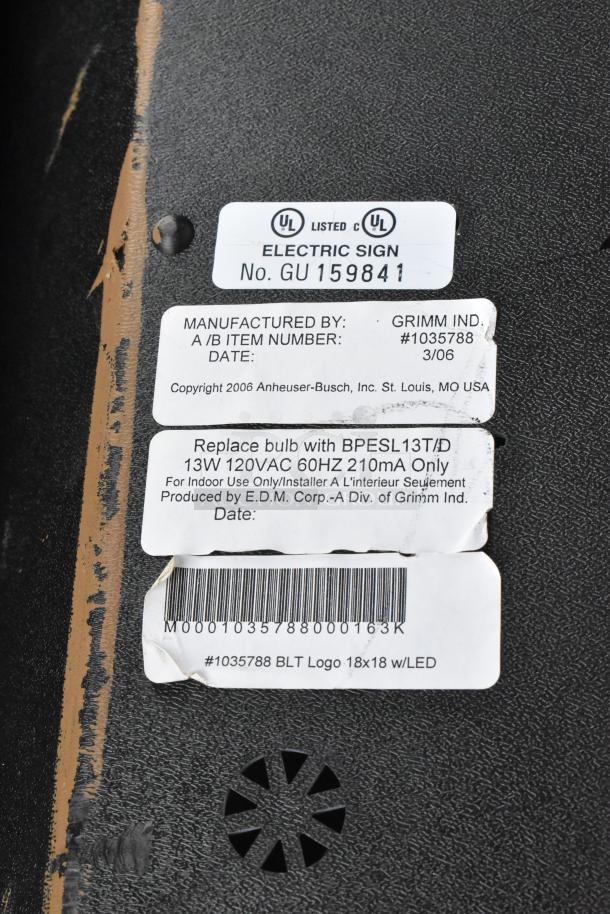 UL LISTED c UL
ELECTRIC SIGN
No. GU 159841
MANUFACTURED BY: GRIMM IND.
A /B ITEM NUMBER: #1035788
DATE: 3/06
Copyright 2006 Anheuser-Busch, Inc. St. Louis, MO USA
Replace bulb with BPESL13T/D
13W 120VAC 60HZ 210mA Only
For Indoor Use Only/Installer A L'interieur Seulement
Produced by E.D.M. Corp.-A Div. of Grimm Ind.
Date:
M0001035788000163K
#1035788 BLT Logo 18x18 w/LED